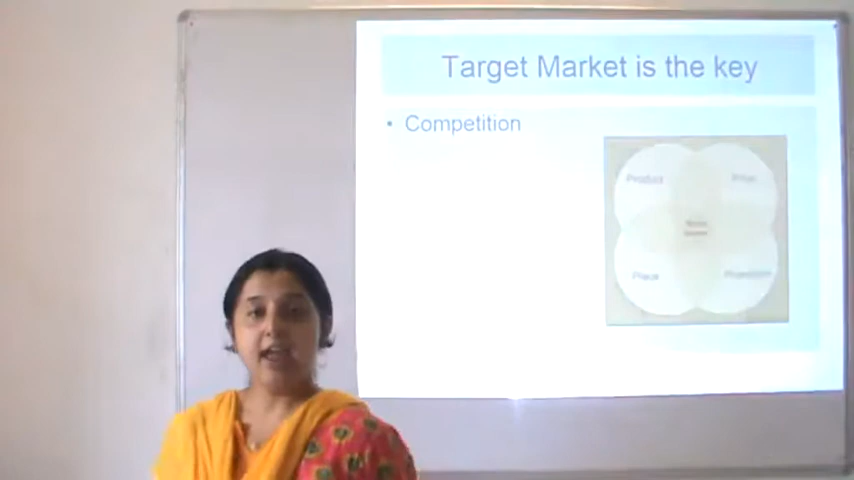 Target Market is the key
• Competition
Product
Price
Place
Promotion